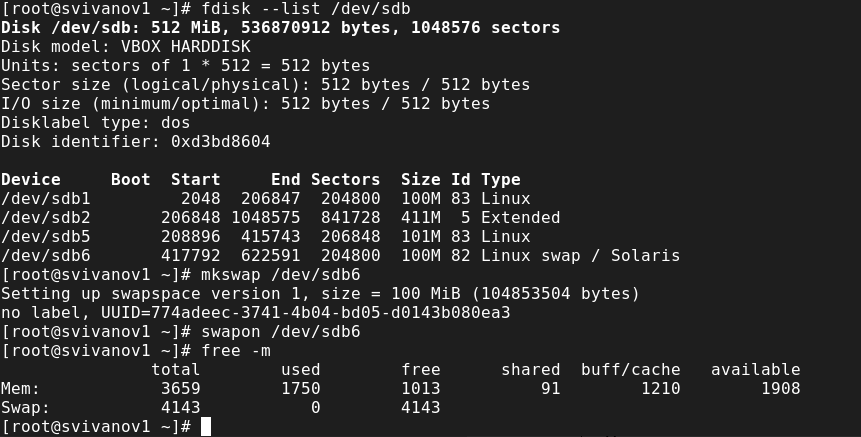 [root@svivanov1 ~]# fdisk --list /dev/sdb
Disk /dev/sdb: 512 MiB, 536870912 bytes, 1048576 sectors
Disk model: VBOX HARDDISK
Units: sectors of 1 * 512 = 512 bytes
Sector size (logical/physical): 512 bytes / 512 bytes
I/O size (minimum/optimal): 512 bytes / 512 bytes
Disklabel type: dos
Disk identifier: 0xd3bd8604

Device     Boot  Start     End Sectors  Size Id Type
/dev/sdb1         2048  206847  204800  100M 83 Linux
/dev/sdb2       206848 1048575  841728  411M  5 Extended
/dev/sdb5       208896  415743  206848  101M 83 Linux
/dev/sdb6       417792  622591  204800  100M 82 Linux swap / Solaris
[root@svivanov1 ~]# mkswap /dev/sdb6
Setting up swapspace version 1, size = 100 MiB (104853504 bytes)
no label, UUID=774adeec-3741-4b04-bd05-d0143b080ea3
[root@svivanov1 ~]# swapon /dev/sdb6
[root@svivanov1 ~]# free -m
               total        used        free      shared  buff/cache   available
Mem:            3659        1750        1013          91        1210        1908
Swap:           4143           0        4143
[root@svivanov1 ~]#